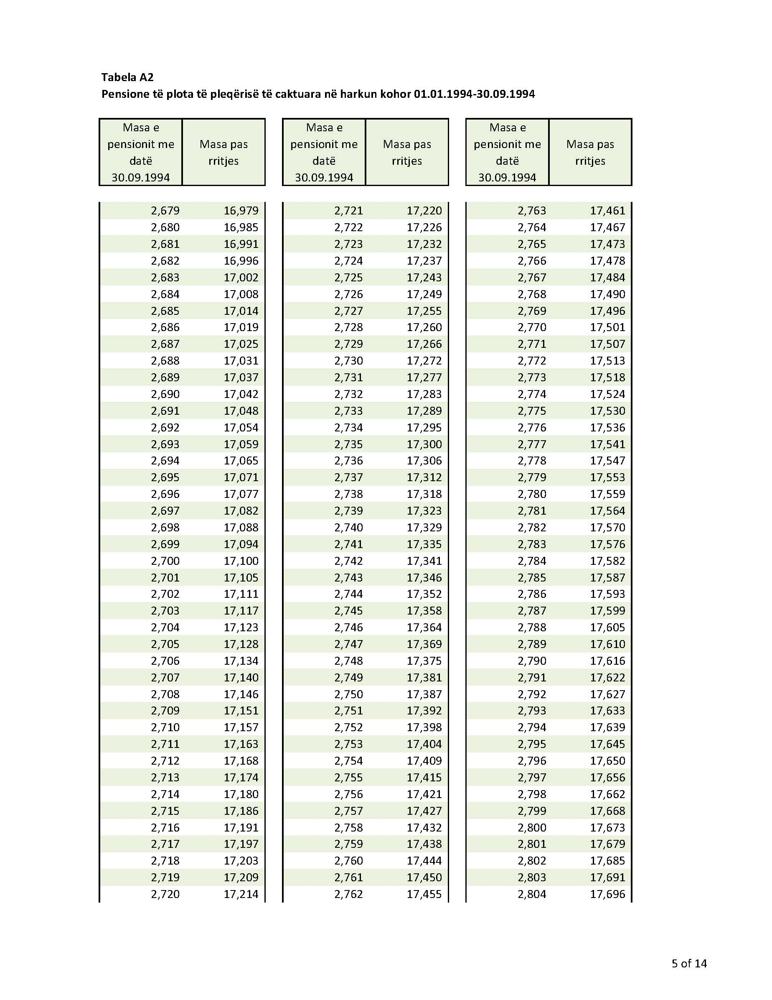 Tabela A2
Pensione të plota të pleqërisë të caktuara në harkun kohor 01.01.1994-30.09.1994
Masa e pensionit me datë 30.09.1994 Masa pas rritjes Masa e pensionit me datë 30.09.1994 Masa pas rritjes Masa e pensionit me datë 30.09.1994 Masa pas rritjes
2,679 16,979 2,721 17,220 2,763 17,461
2,680 16,985 2,722 17,226 2,764 17,467
2,681 16,991 2,723 17,232 2,765 17,473
2,682 16,996 2,724 17,237 2,766 17,478
2,683 17,002 2,725 17,243 2,767 17,484
2,684 17,008 2,726 17,249 2,768 17,490
2,685 17,014 2,727 17,255 2,769 17,496
2,686 17,019 2,728 17,260 2,770 17,501
2,687 17,025 2,729 17,266 2,771 17,507
2,688 17,031 2,730 17,272 2,772 17,513
2,689 17,037 2,731 17,277 2,773 17,518
2,690 17,042 2,732 17,283 2,774 17,524
2,691 17,048 2,733 17,289 2,775 17,530
2,692 17,054 2,734 17,295 2,776 17,536
2,693 17,059 2,735 17,300 2,777 17,541
2,694 17,065 2,736 17,306 2,778 17,547
2,695 17,071 2,737 17,312 2,779 17,553
2,696 17,077 2,738 17,318 2,780 17,559
2,697 17,082 2,739 17,323 2,781 17,564
2,698 17,088 2,740 17,329 2,782 17,570
2,699 17,094 2,741 17,335 2,783 17,576
2,700 17,100 2,742 17,341 2,784 17,582
2,701 17,105 2,743 17,346 2,785 17,587
2,702 17,111 2,744 17,352 2,786 17,593
2,703 17,117 2,745 17,358 2,787 17,599
2,704 17,123 2,746 17,364 2,788 17,605
2,705 17,128 2,747 17,369 2,789 17,610
2,706 17,134 2,748 17,375 2,790 17,616
2,707 17,140 2,749 17,381 2,791 17,622
2,708 17,146 2,750 17,387 2,792 17,627
2,709 17,151 2,751 17,392 2,793 17,633
2,710 17,157 2,752 17,398 2,794 17,639
2,711 17,163 2,753 17,404 2,795 17,645
2,712 17,168 2,754 17,409 2,796 17,650
2,713 17,174 2,755 17,415 2,797 17,656
2,714 17,180 2,756 17,421 2,798 17,662
2,715 17,186 2,757 17,427 2,799 17,668
2,716 17,191 2,758 17,432 2,800 17,673
2,717 17,197 2,759 17,438 2,801 17,679
2,718 17,203 2,760 17,444 2,802 17,685
2,719 17,209 2,761 17,450 2,803 17,691
2,720 17,214 2,762 17,455 2,804 17,696
5 of 14